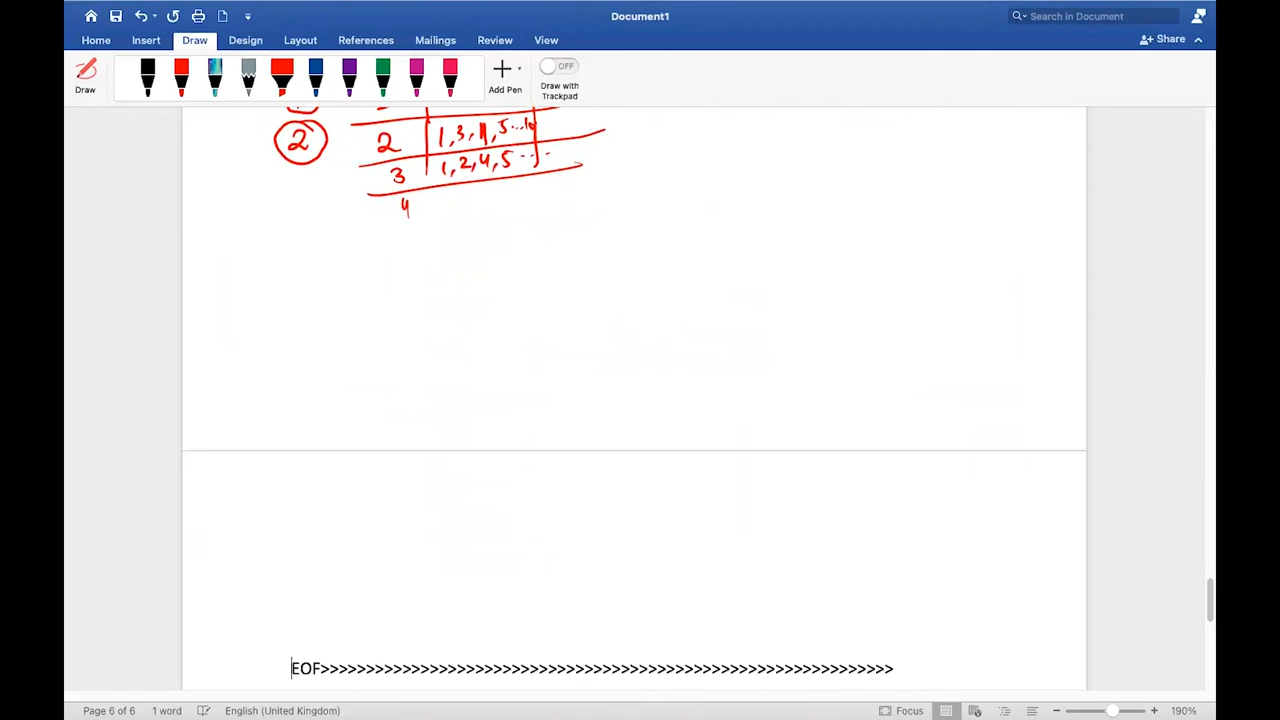 Document1
Search in Document
Home Insert Draw Design Layout References Mailings Review View
Share
Draw
Add Pen
OFF
Draw with
Trackpad
2 2 1,3,4,5...10
3 1,2,4,5...
4
EOF>>>>>>>>>>>>>>>>>>>>>>>>>>>>>>>>>>>>>>>>>>>>>>>>>>>>>>>>>>>>>>
Page 6 of 6 1 word English (United Kingdom) Focus 190%